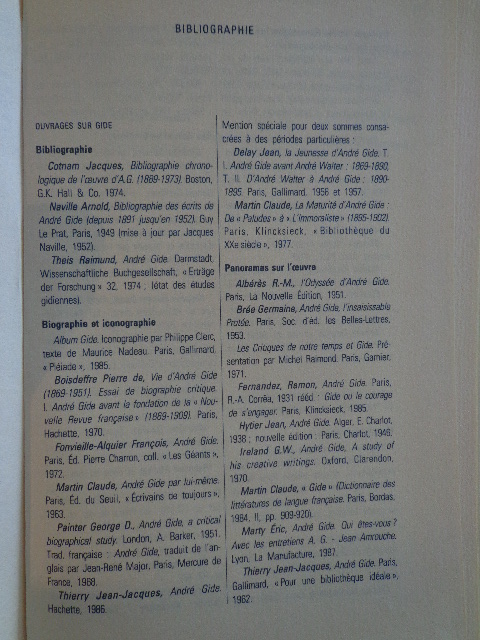 BIBLIOGRAPHIE
OUVRAGES SUR GIDE
Bibliographie
Cotnam Jacques, Bibliographie chrono-
logique de l'œuvre d'A.G. (1889-1973). Boston,
G.K. Hall & Co. 1974.
Naville Arnold, Bibliographie des écrits de
André Gide (depuis 1891 jusqu'en 1952). Guy
Le Prat, Paris, 1949 (mise à jour par Jacques
Naville, 1952).
Theis Raimund, André Gide. Darmstadt,
Wissenschaftliche Buchgesellschaft, « Erträge
der Forschung » 32, 1974 ; (état des études
gidiennes).
Biographie et iconographie
Album Gide. Iconographie par Philippe Clerc,
texte de Maurice Nadeau. Paris, Gallimard,
« Pléiade », 1985.
Boisdeffre Pierre de, Vie d'André Gide
(1869-1951). Essai de biographie critique.
I. André Gide avant la fondation de la « Nou-
velle Revue française » (1869-1909). Paris,
Hachette, 1970.
Fonvieille-Alquier François, André Gide.
Paris, Éd. Pierre Charron, coll. « Les Géants »,
1972.
Martin Claude, André Gide par lui-même.
Paris, Éd. du Seuil, « Écrivains de toujours »,
1963.
Painter George D., André Gide, a critical
biographical study. London, A. Barker, 1951.
Trad. française : André Gide, traduit de l'an-
glais par Jean-René Major, Paris, Mercure de
France, 1968.
Thierry Jean-Jacques, André Gide.
Hachette, 1986.
Mention spéciale pour deux sommes consa-
crées à des périodes particulières :
Delay Jean, la Jeunesse d'André Gide. T.
I. André Gide avant André Walter : 1869-1890,
T. II. D'André Walter à André Gide : 1890-
1895. Paris, Gallimard, 1956 et 1957.
Martin Claude, La Maturité d'André Gide :
De « Paludes » à « L'Immoraliste » (1895-1902).
Paris, Klincksieck, « Bibliothèque du
XXe siècle », 1977.
Panoramas sur l'œuvre
Albérès R.-M., l'Odyssée d'André Gide.
Paris, La Nouvelle Édition, 1951.
Brée Germaine, André Gide, l'insaisissable
Protée. Paris, Soc. d'éd. les Belles-Lettres,
1953.
Les Critiques de notre temps et Gide. Pré-
sentation par Michel Raimond, Paris, Garnier,
1971.
Fernandez, Ramon, André Gide. Paris,
R.-A. Corrêa, 1931 rééd. : Gide ou le courage
de s'engager. Paris, Klincksieck, 1985.
Hytier Jean, André Gide. Alger, E. Charlot,
1938 ; nouvelle édition : Paris, Charlot, 1946.
Ireland G.W., André Gide, A study of
his creative writings. Oxford, Clarendon,
1970.
Martin Claude, « Gide » (Dictionnaire des
littératures de langue française. Paris, Bordas,
1984, II, pp. 909-920).
Marty Éric, André Gide. Qui êtes-vous ?
Avec les entretiens A. G. - Jean Amrouche.
Lyon, La Manufacture, 1987.
Thierry Jean-Jacques, André Gide. Paris,
Gallimard, « Pour une bibliothèque idéale »,
1962.